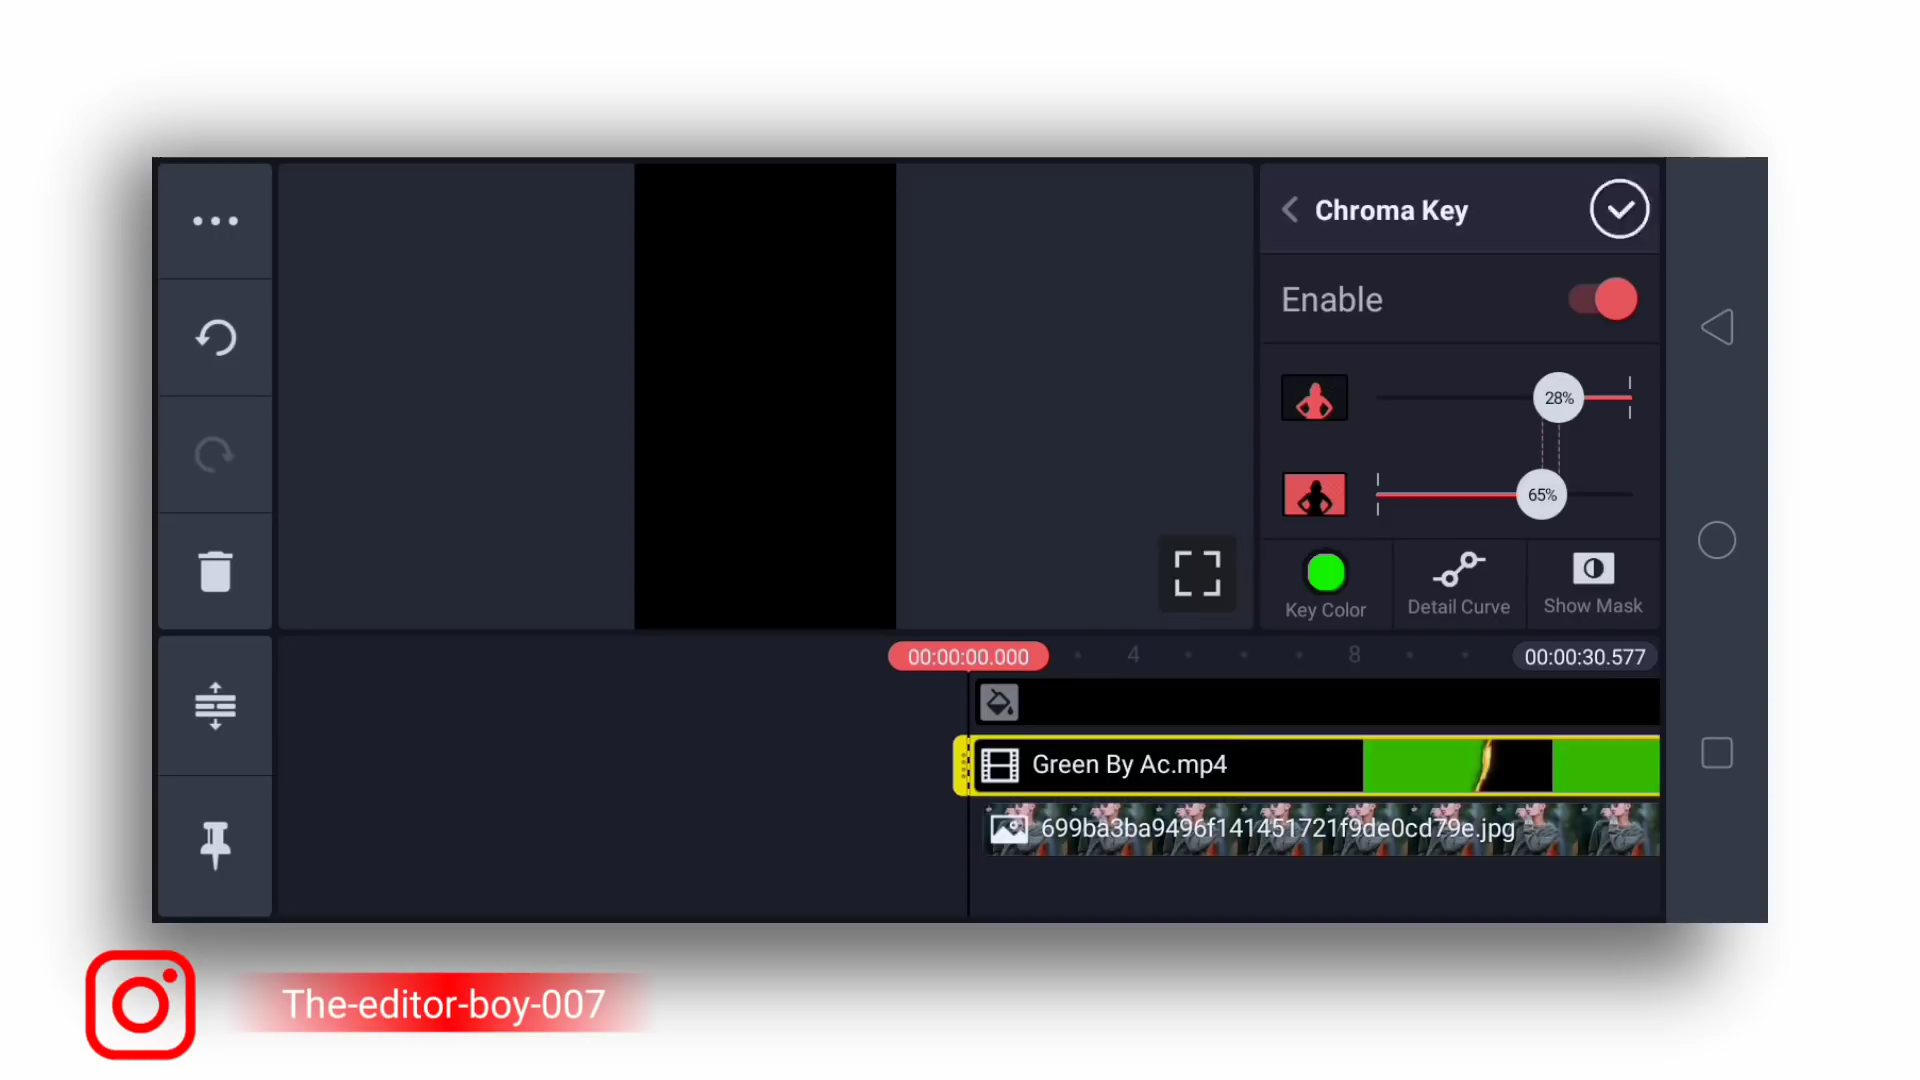 Chroma Key
Enable
28%
65%
Key Color
Detail Curve
Show Mask
00:00:00.000
4
8
00:00:30.577
Green By Ac.mp4
699ba3ba9496f141451721f9de0cd79e.jpg
The-editor-boy-007